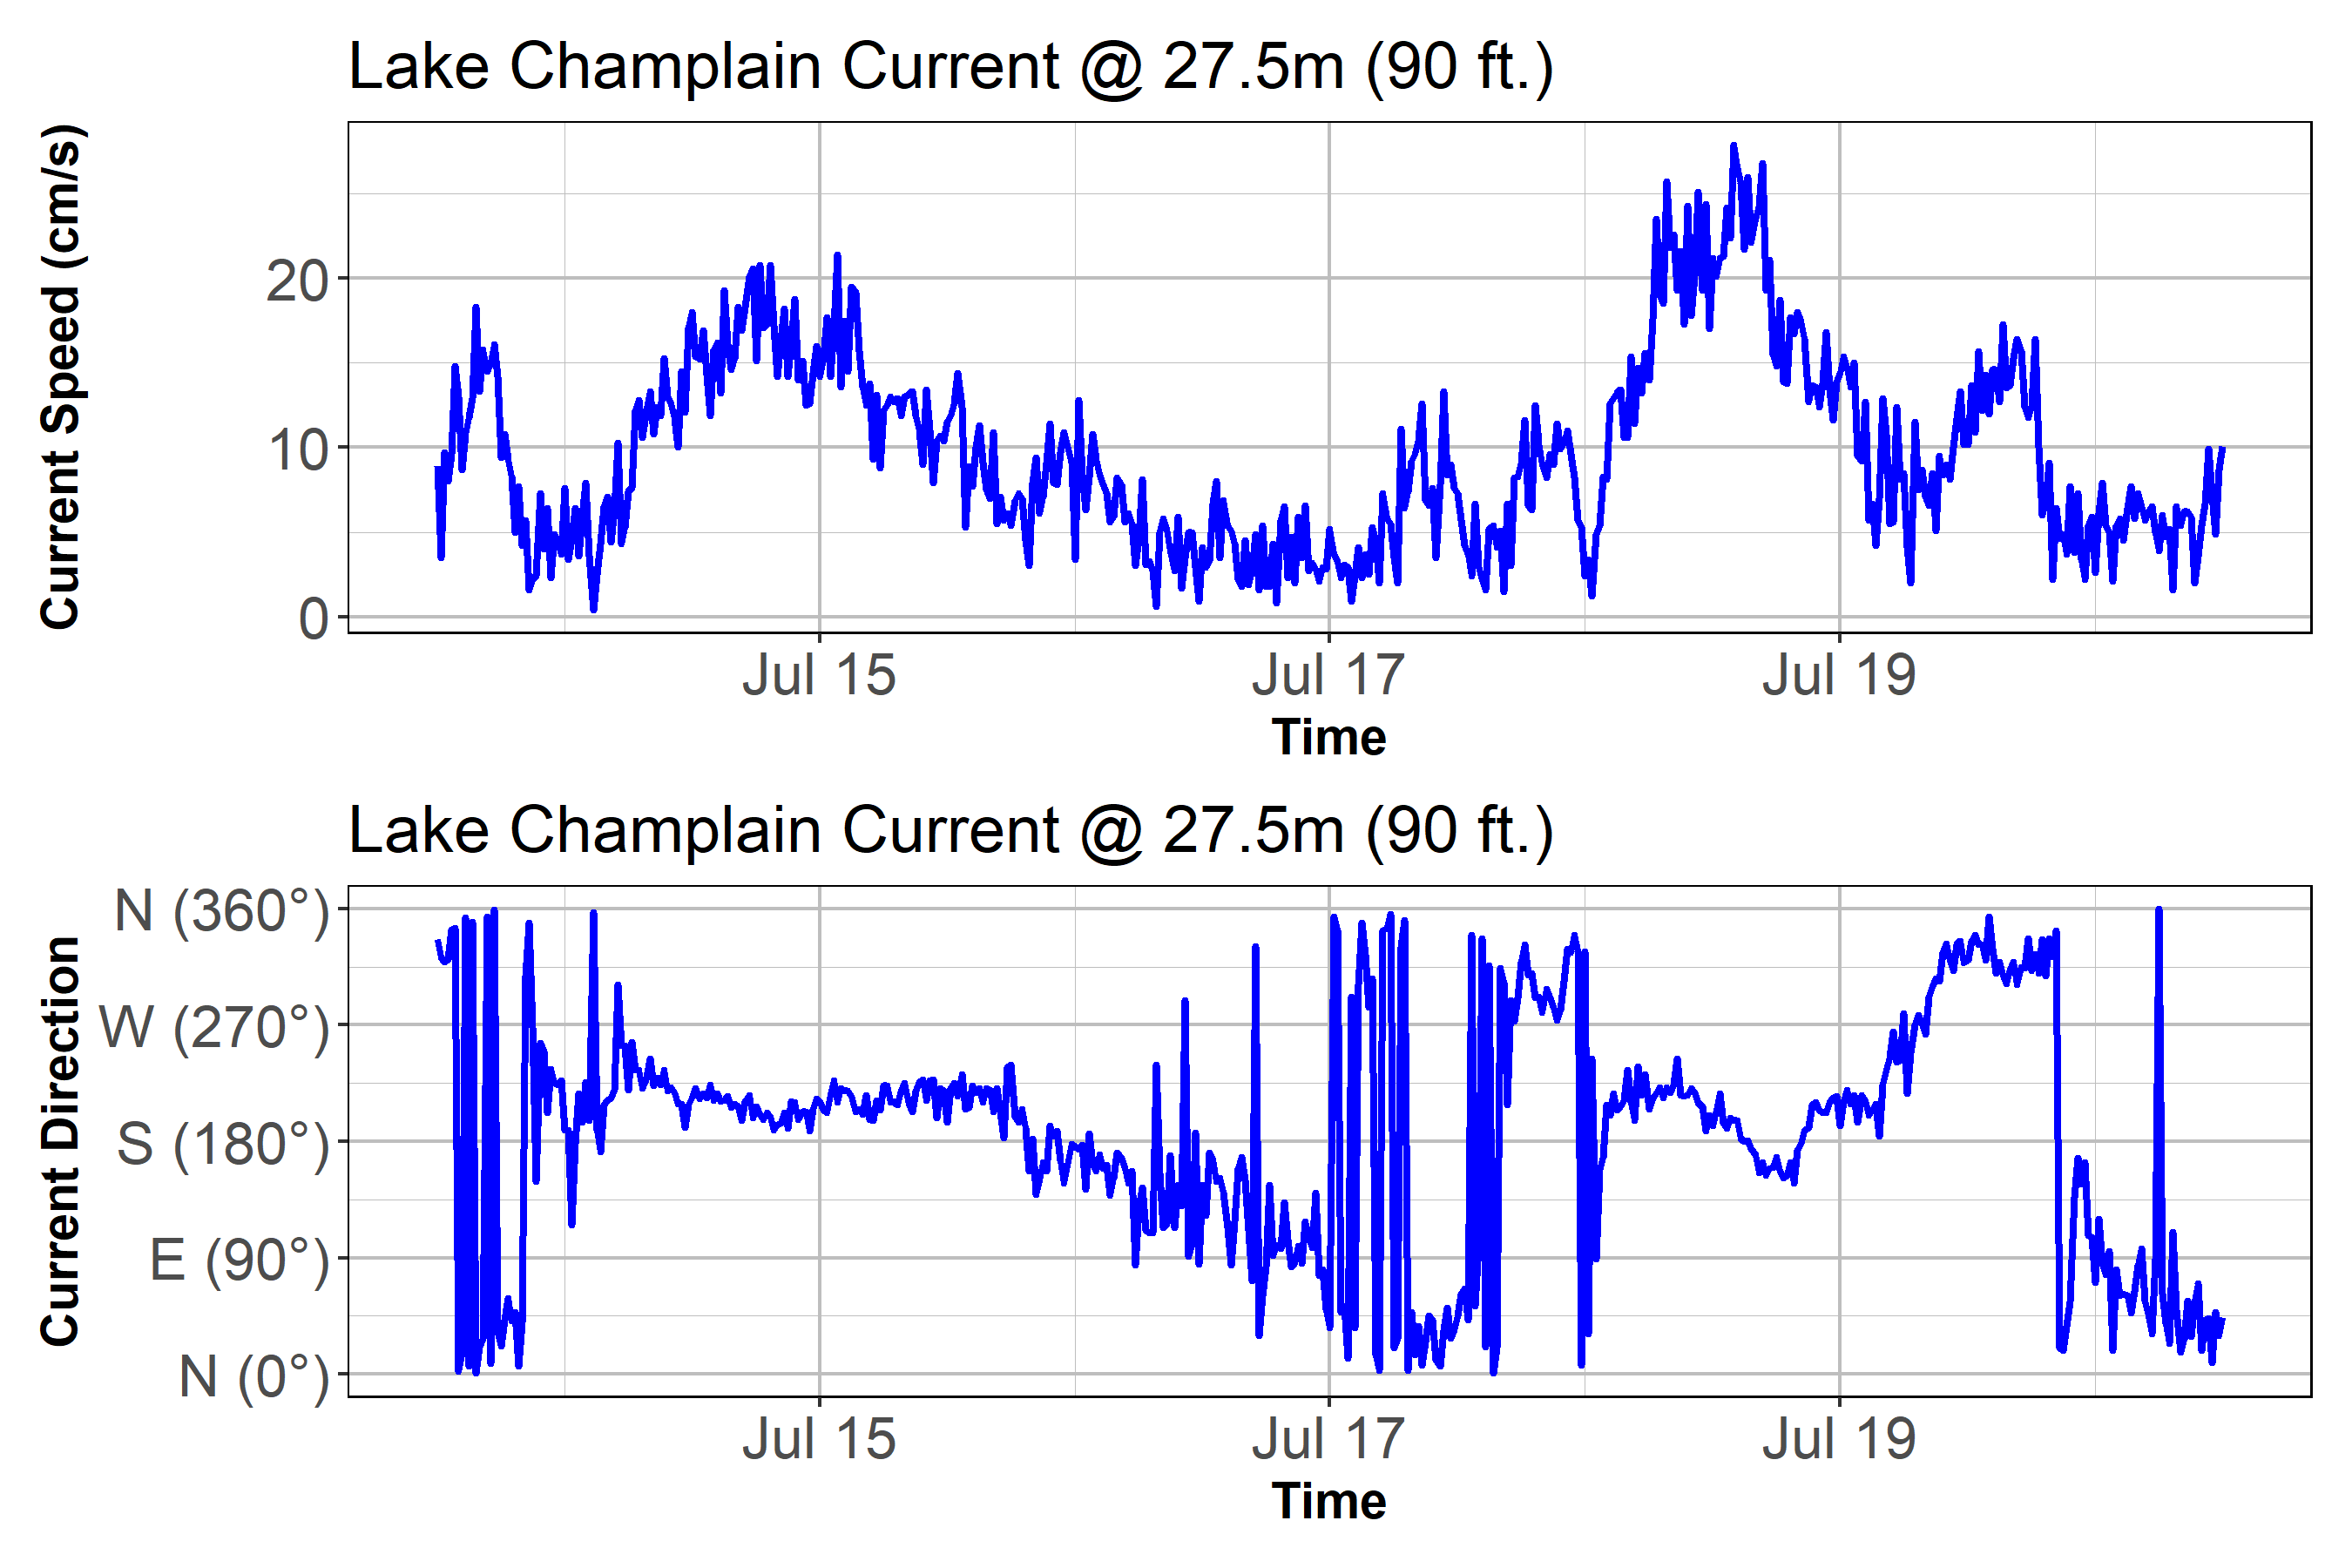 Lake Champlain Current @ 27.5m (90 ft.)
Current Speed (cm/s)
20
10
0
Jul 15 Jul 17 Jul 19
Time
Lake Champlain Current @ 27.5m (90 ft.)
Current Direction
N (360°)
W (270°)
S (180°)
E (90°)
N (0°)
Jul 15 Jul 17 Jul 19
Time